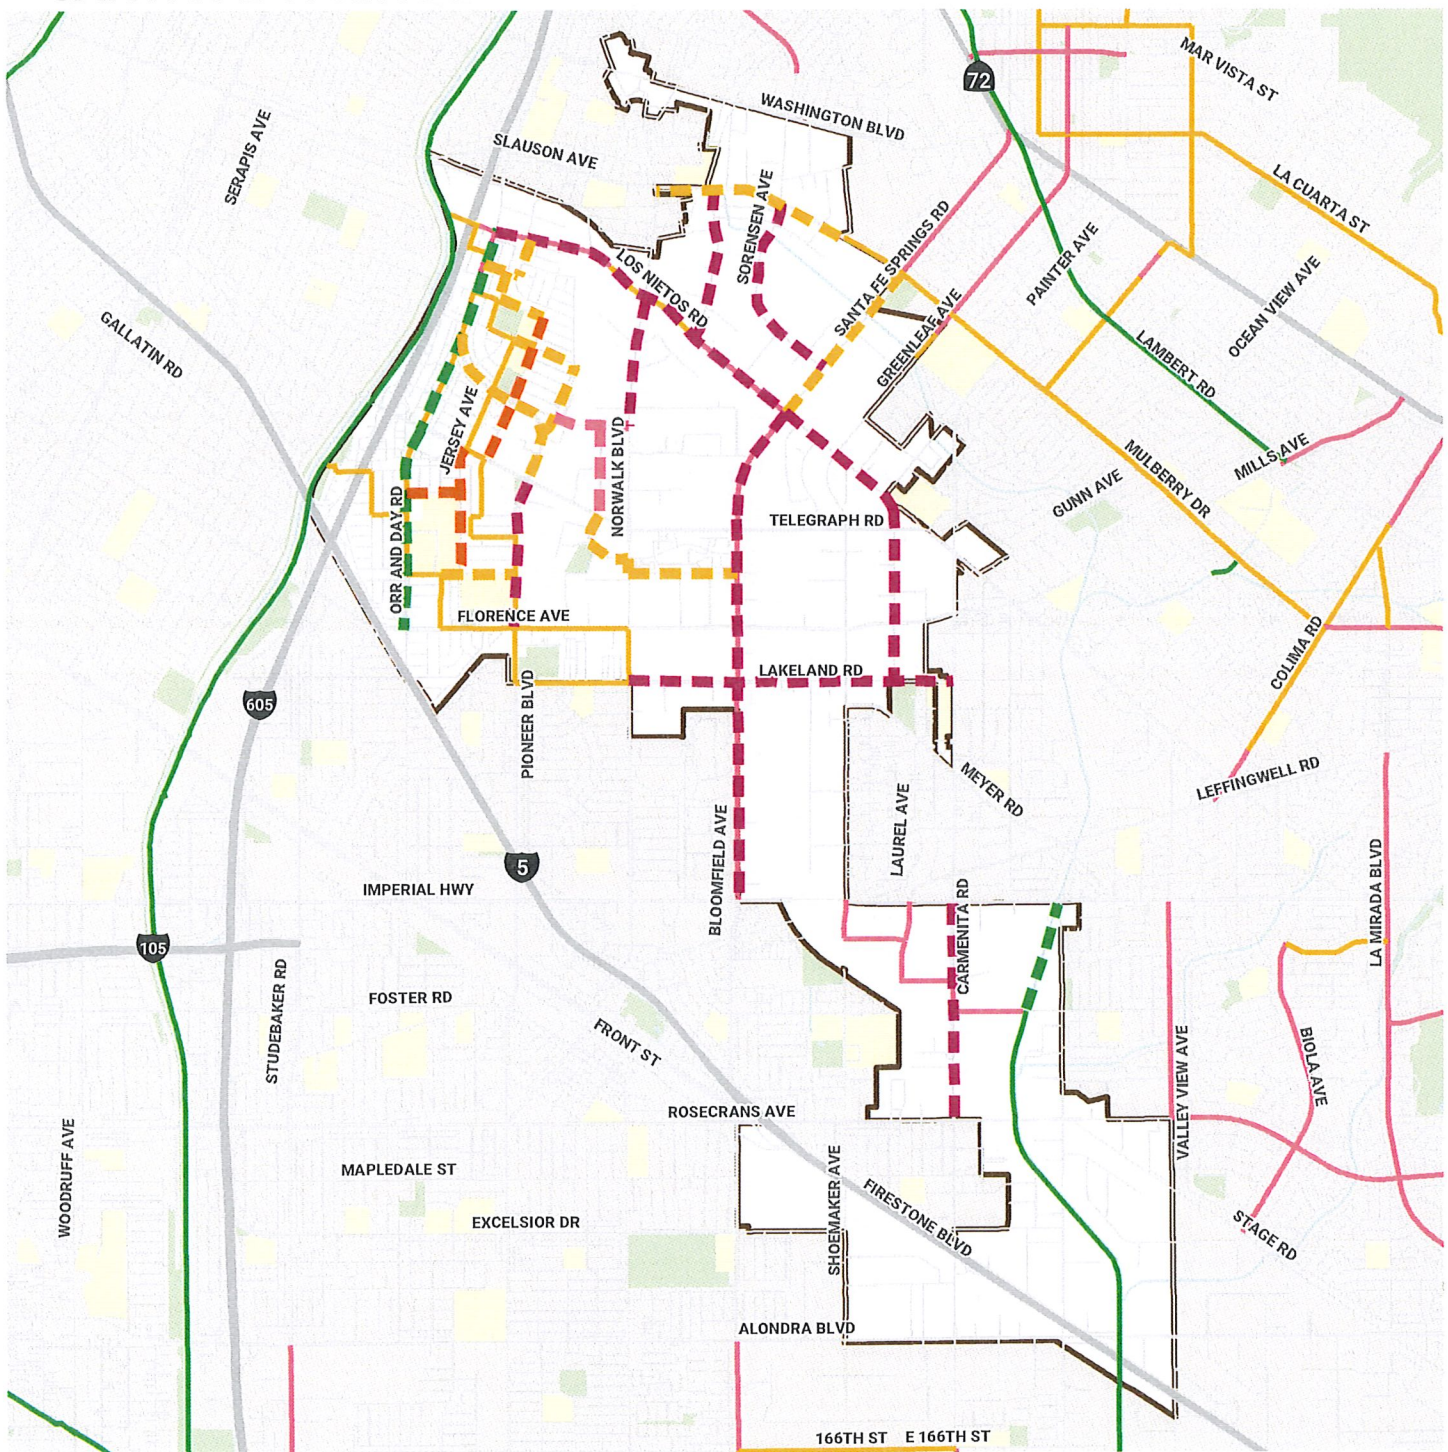 MAR VISTA ST
72
WASHINGTON BLVD
SLAUSON AVE
SERAPIS AVE
LA CUARTA ST
SORENSEN AVE
SANTA FE SPRINGS RD
PAINTER AVE
LOS NIETOS RD
OCEAN VIEW AVE
GREENLEAF AVE
GALLATIN RD
LAMBERT RD
JERSEY AVE
NORWALK BLVD
MILLS AVE
MULBERRY DR
GUNN AVE
TELEGRAPH RD
ORR AND DAY RD
FLORENCE AVE
COLIMA RD
LAKELAND RD
605
PIONEER BLVD
MEYER RD
LEFFINGWELL RD
LAUREL AVE
BLOOMFIELD AVE
5
IMPERIAL HWY
LA MIRADA BLVD
CARMENITA RD
105
STUDEBAKER RD
FOSTER RD
FRONT ST
BIOLA AVE
VALLEY VIEW AVE
ROSECRANS AVE
WOODRUFF AVE
MAPLEDALE ST
SHOEMAKER AVE
FIRESTONE BLVD
EXCELSIOR DR
STAGE RD
ALONDRA BLVD
166TH ST E 166TH ST